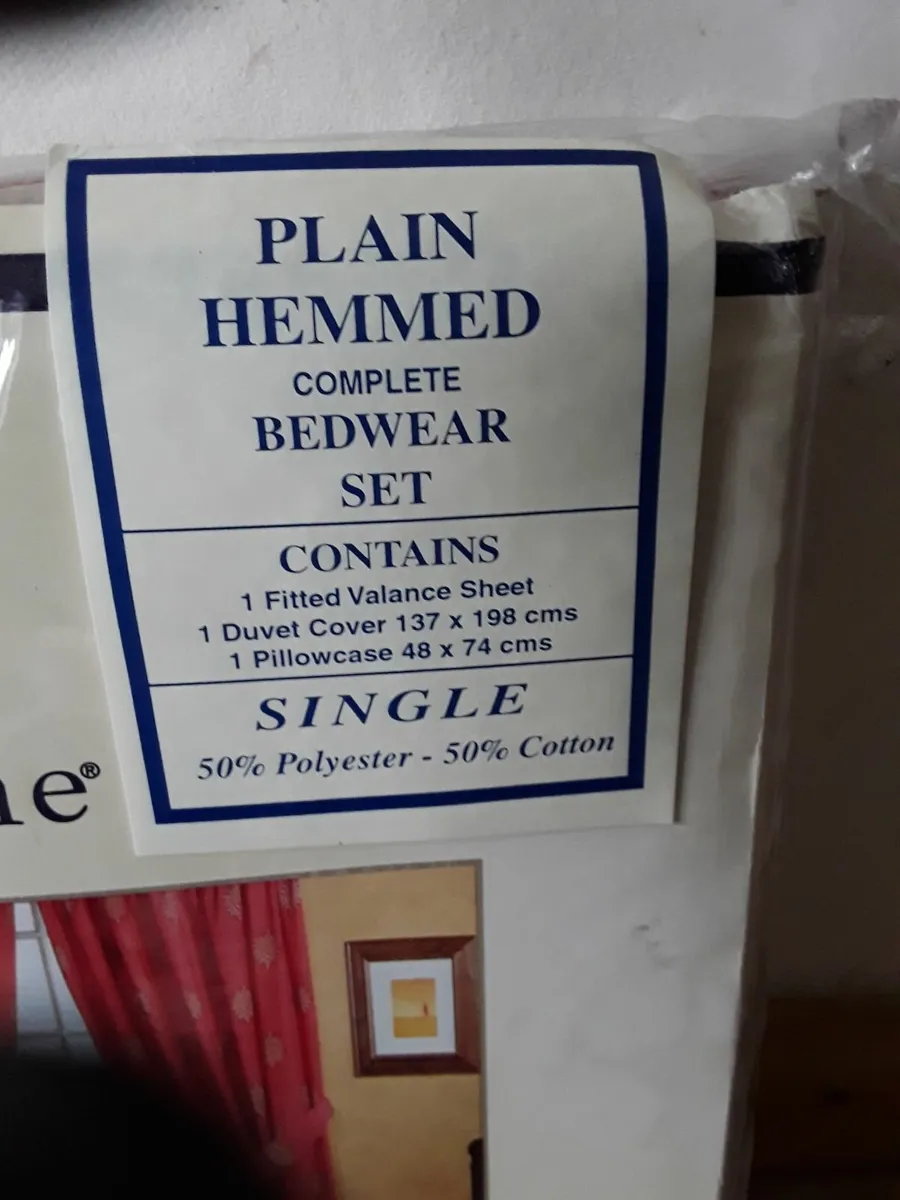 PLAIN
HEMMED
COMPLETE
BEDWEAR
SET
CONTAINS
1 Fitted Valance Sheet
1 Duvet Cover 137 x 198 cms
1 Pillowcase 48 x 74 cms
SINGLE
50% Polyester - 50% Cotton